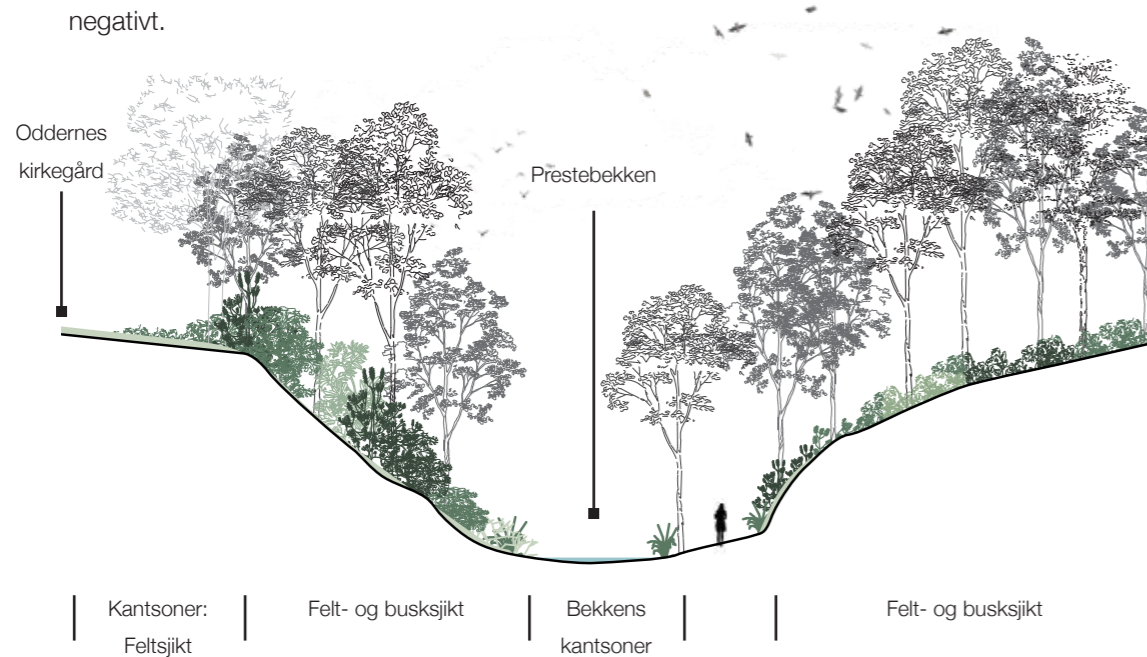 negativt.
Oddernes
kirkegård
Prestebekken
Kantsoner:
Feltsjikt
Felt- og busksjikt
Bekkens
kantsoner
Felt- og busksjikt